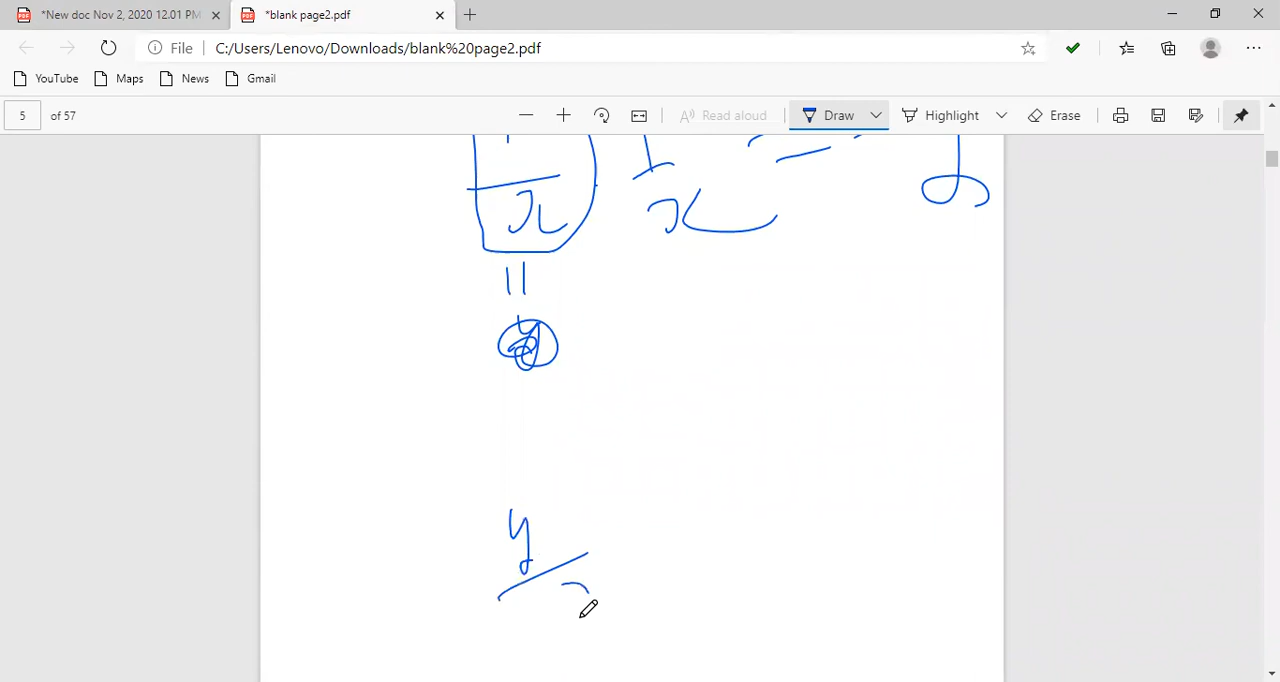 *New doc Nov 2, 2020 12.01 PM
*blank page2.pdf
File C:/Users/Lenovo/Downloads/blank%20page2.pdf
YouTube Maps News Gmail
5 of 57 Read aloud Draw Highlight Erase
x x y
=
y
y